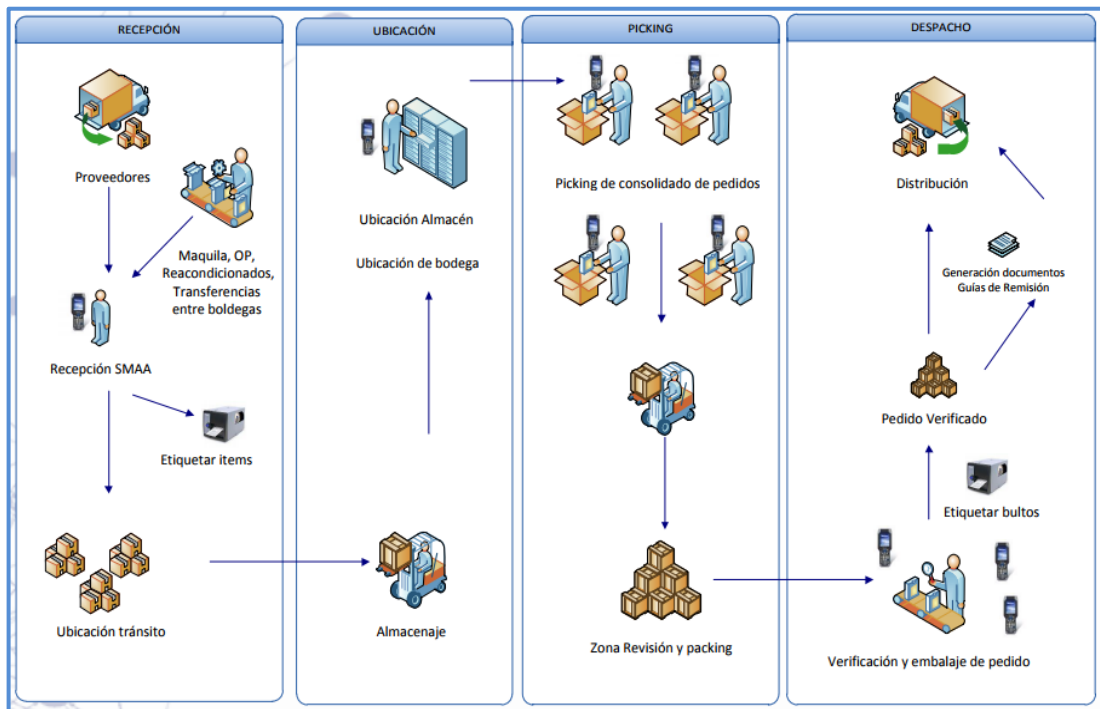 RECEPCIÓN
Proveedores
Maquila, OP,
Reacondicionados,
Transferencias
entre boldegas
Recepción SMAA
Etiquetar items
Ubicación tránsito
UBICACIÓN
Ubicación Almacén
Ubicación de bodega
Almacenaje
PICKING
Picking de consolidado de pedidos
Zona Revisión y packing
DESPACHO
Distribución
Generación documentos
Guías de Remisión
Pedido Verificado
Etiquetar bultos
Verificación y embalaje de pedido